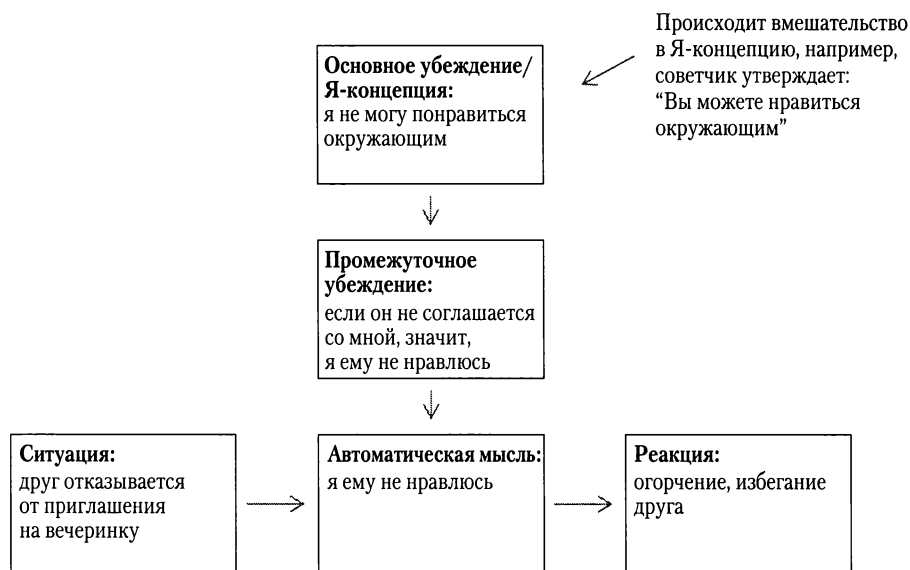 Происходит вмешательство
в Я-концепцию, например,
советчик утверждает:
“Вы можете нравиться
окружающим”
Основное убеждение/
Я-концепция:
я не могу понравиться
окружающим
Промежуточное
убеждение:
если он не соглашается
со мной, значит,
я ему не нравлюсь
Ситуация:
друг отказывается
от приглашения
на вечеринку
Автоматическая мысль:
я ему не нравлюсь
Реакция:
огорчение, избегание
друга